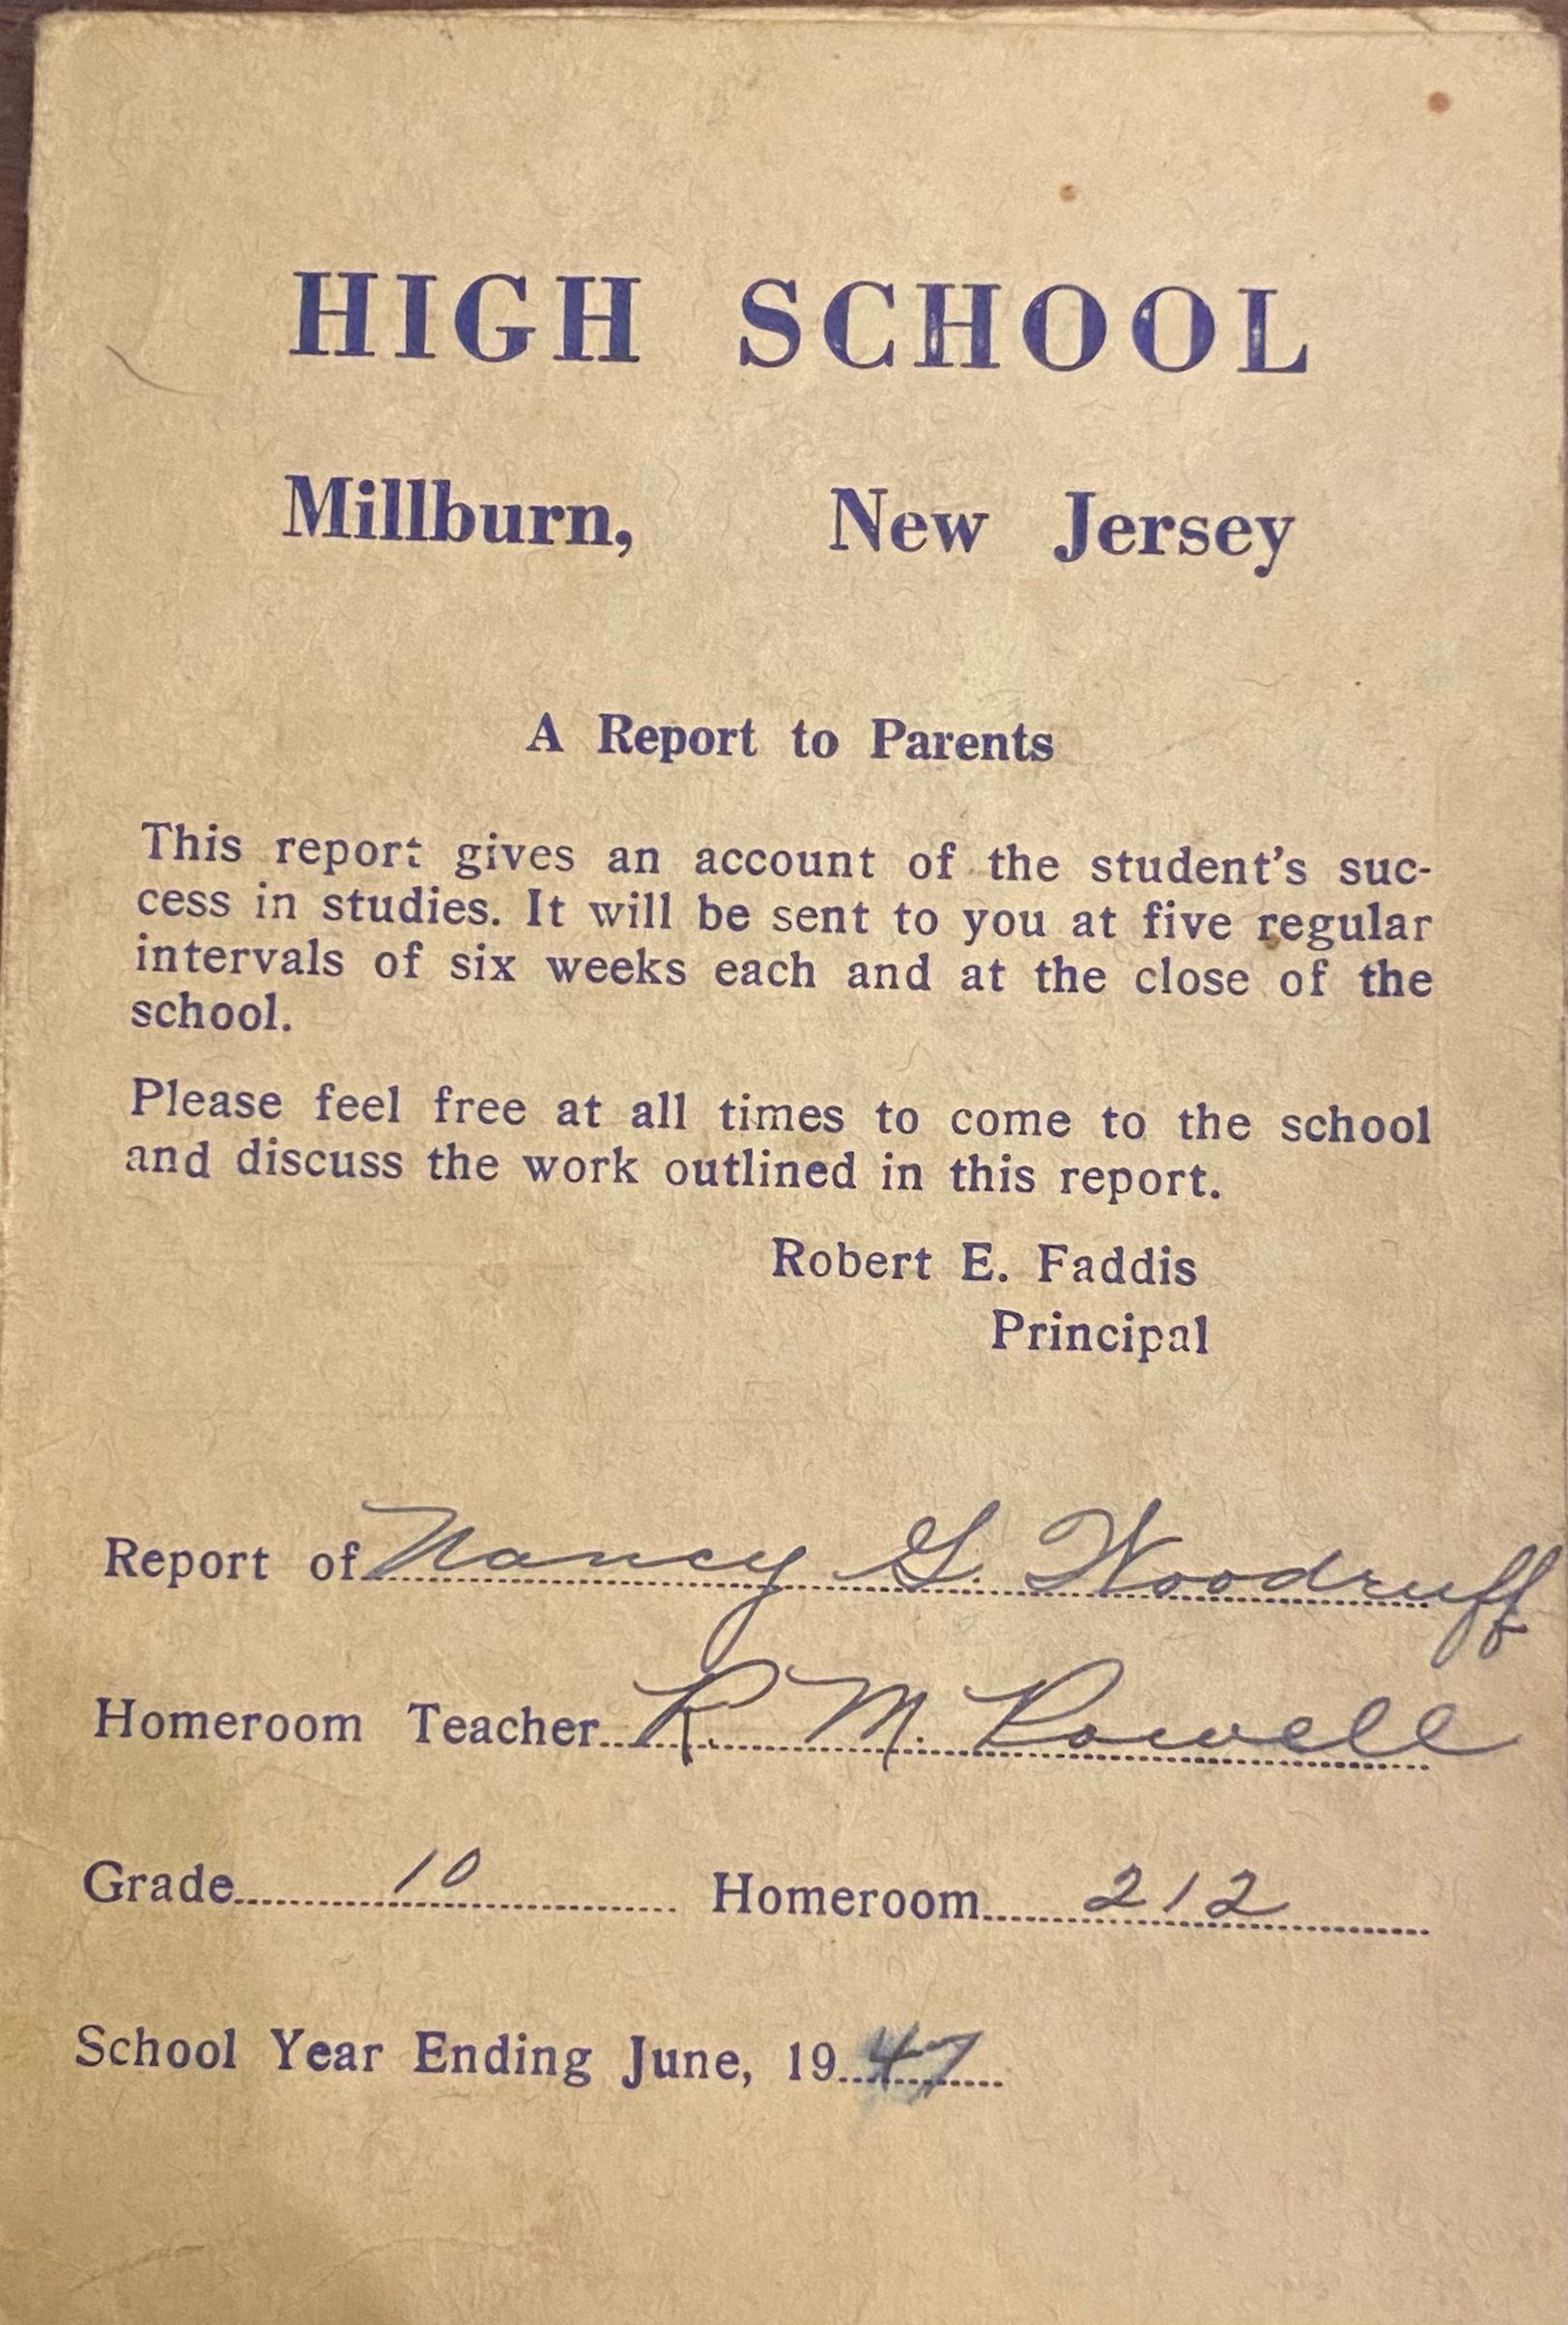 HIGH SCHOOL
Millburn, New Jersey
A Report to Parents
This report gives an account of the student's suc-
cess in studies. It will be sent to you at five regular
intervals of six weeks each and at the close of the
school.
Please feel free at all times to come to the school
and discuss the work outlined in this report.
Robert E. Faddis
Principal
Report of Nancy G. Woodruff
Homeroom Teacher R. M. Powell
Grade 10 Homeroom 212
School Year Ending June, 1947